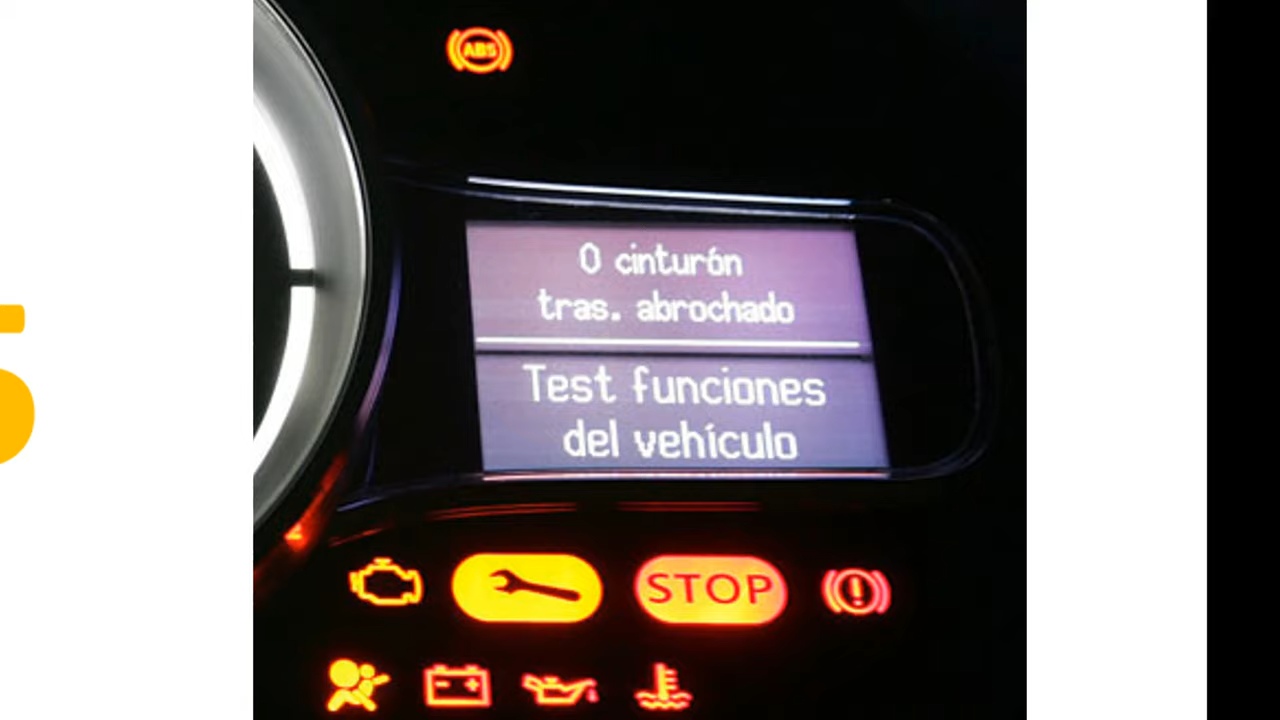 ABS
0 cinturón
tras. abrochado
Test funciones
del vehículo
STOP